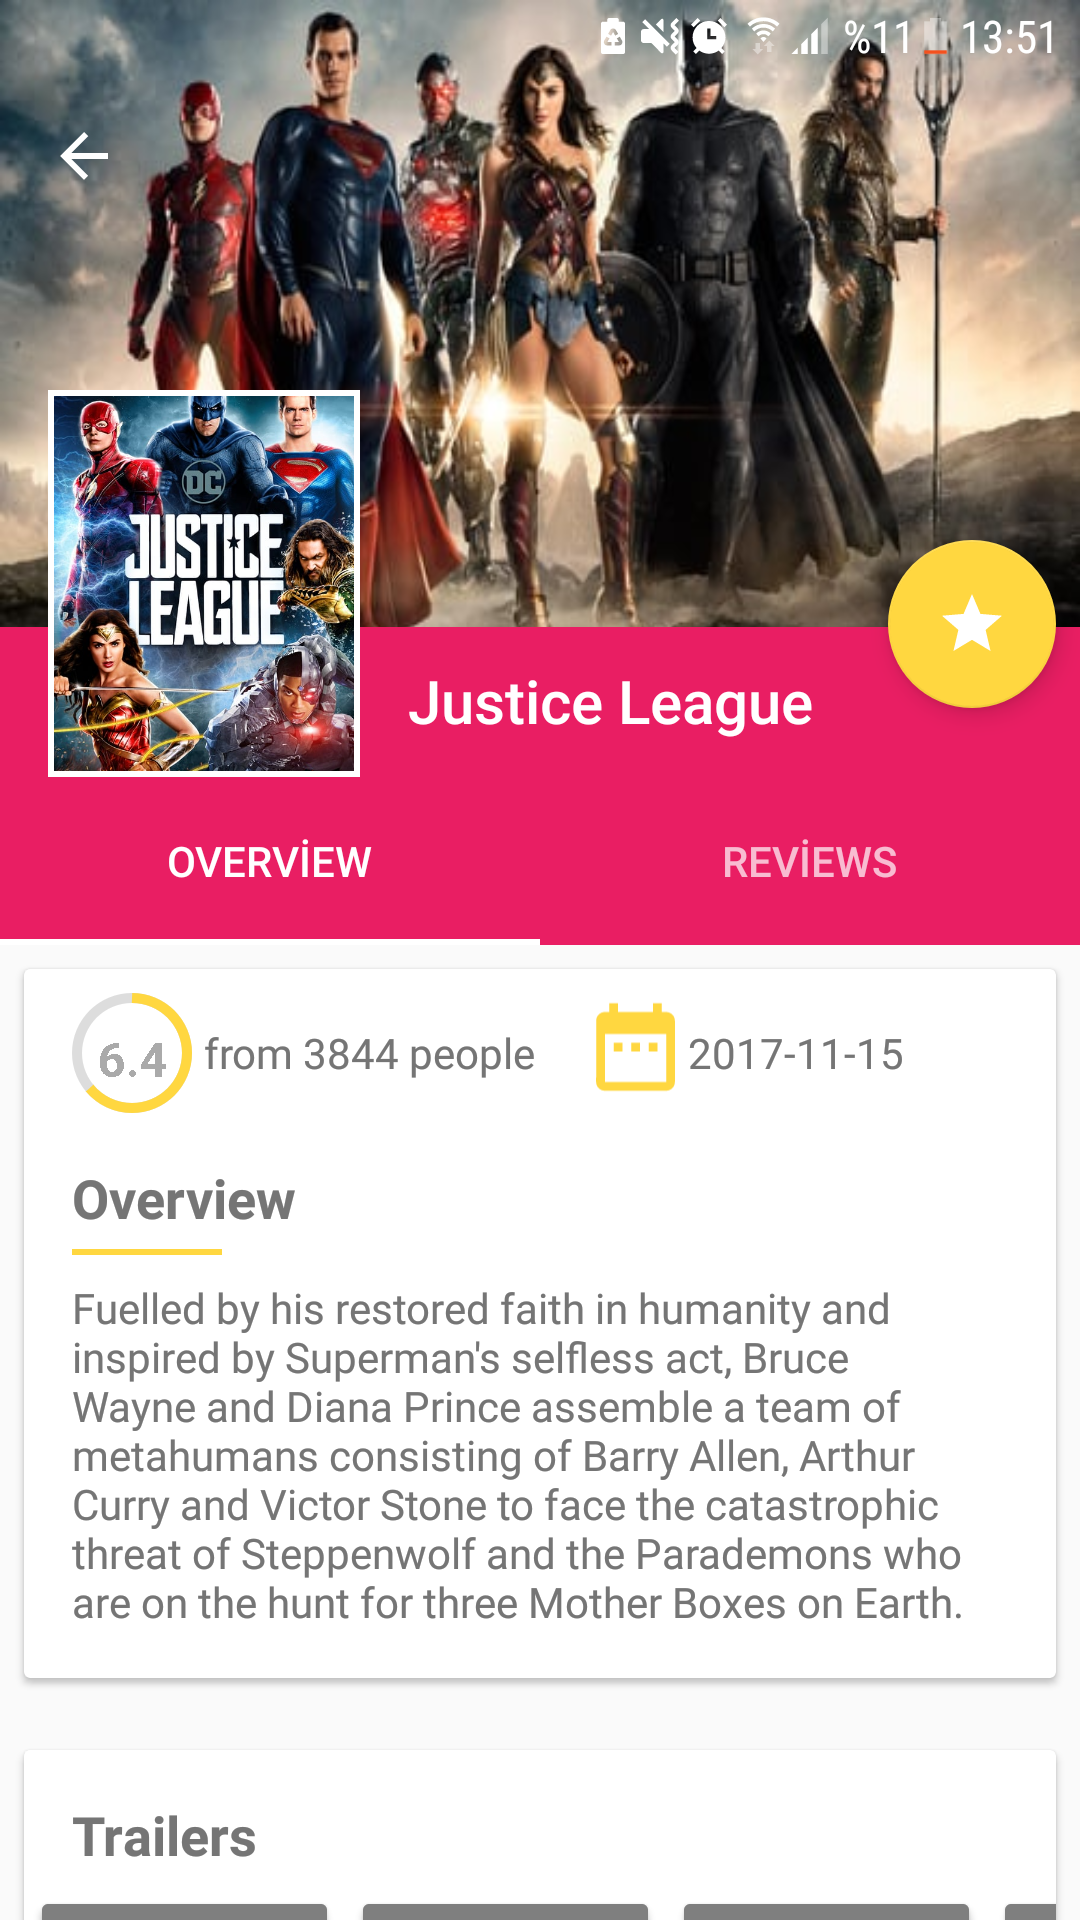 %11 13:51
DC
JUSTICE
LEAGUE
Justice League
OVERVİEW
REVİEWS
6.4 from 3844 people
2017-11-15
Overview
Fuelled by his restored faith in humanity and
inspired by Superman's selfless act, Bruce
Wayne and Diana Prince assemble a team of
metahumans consisting of Barry Allen, Arthur
Curry and Victor Stone to face the catastrophic
threat of Steppenwolf and the Parademons who
are on the hunt for three Mother Boxes on Earth.
Trailers